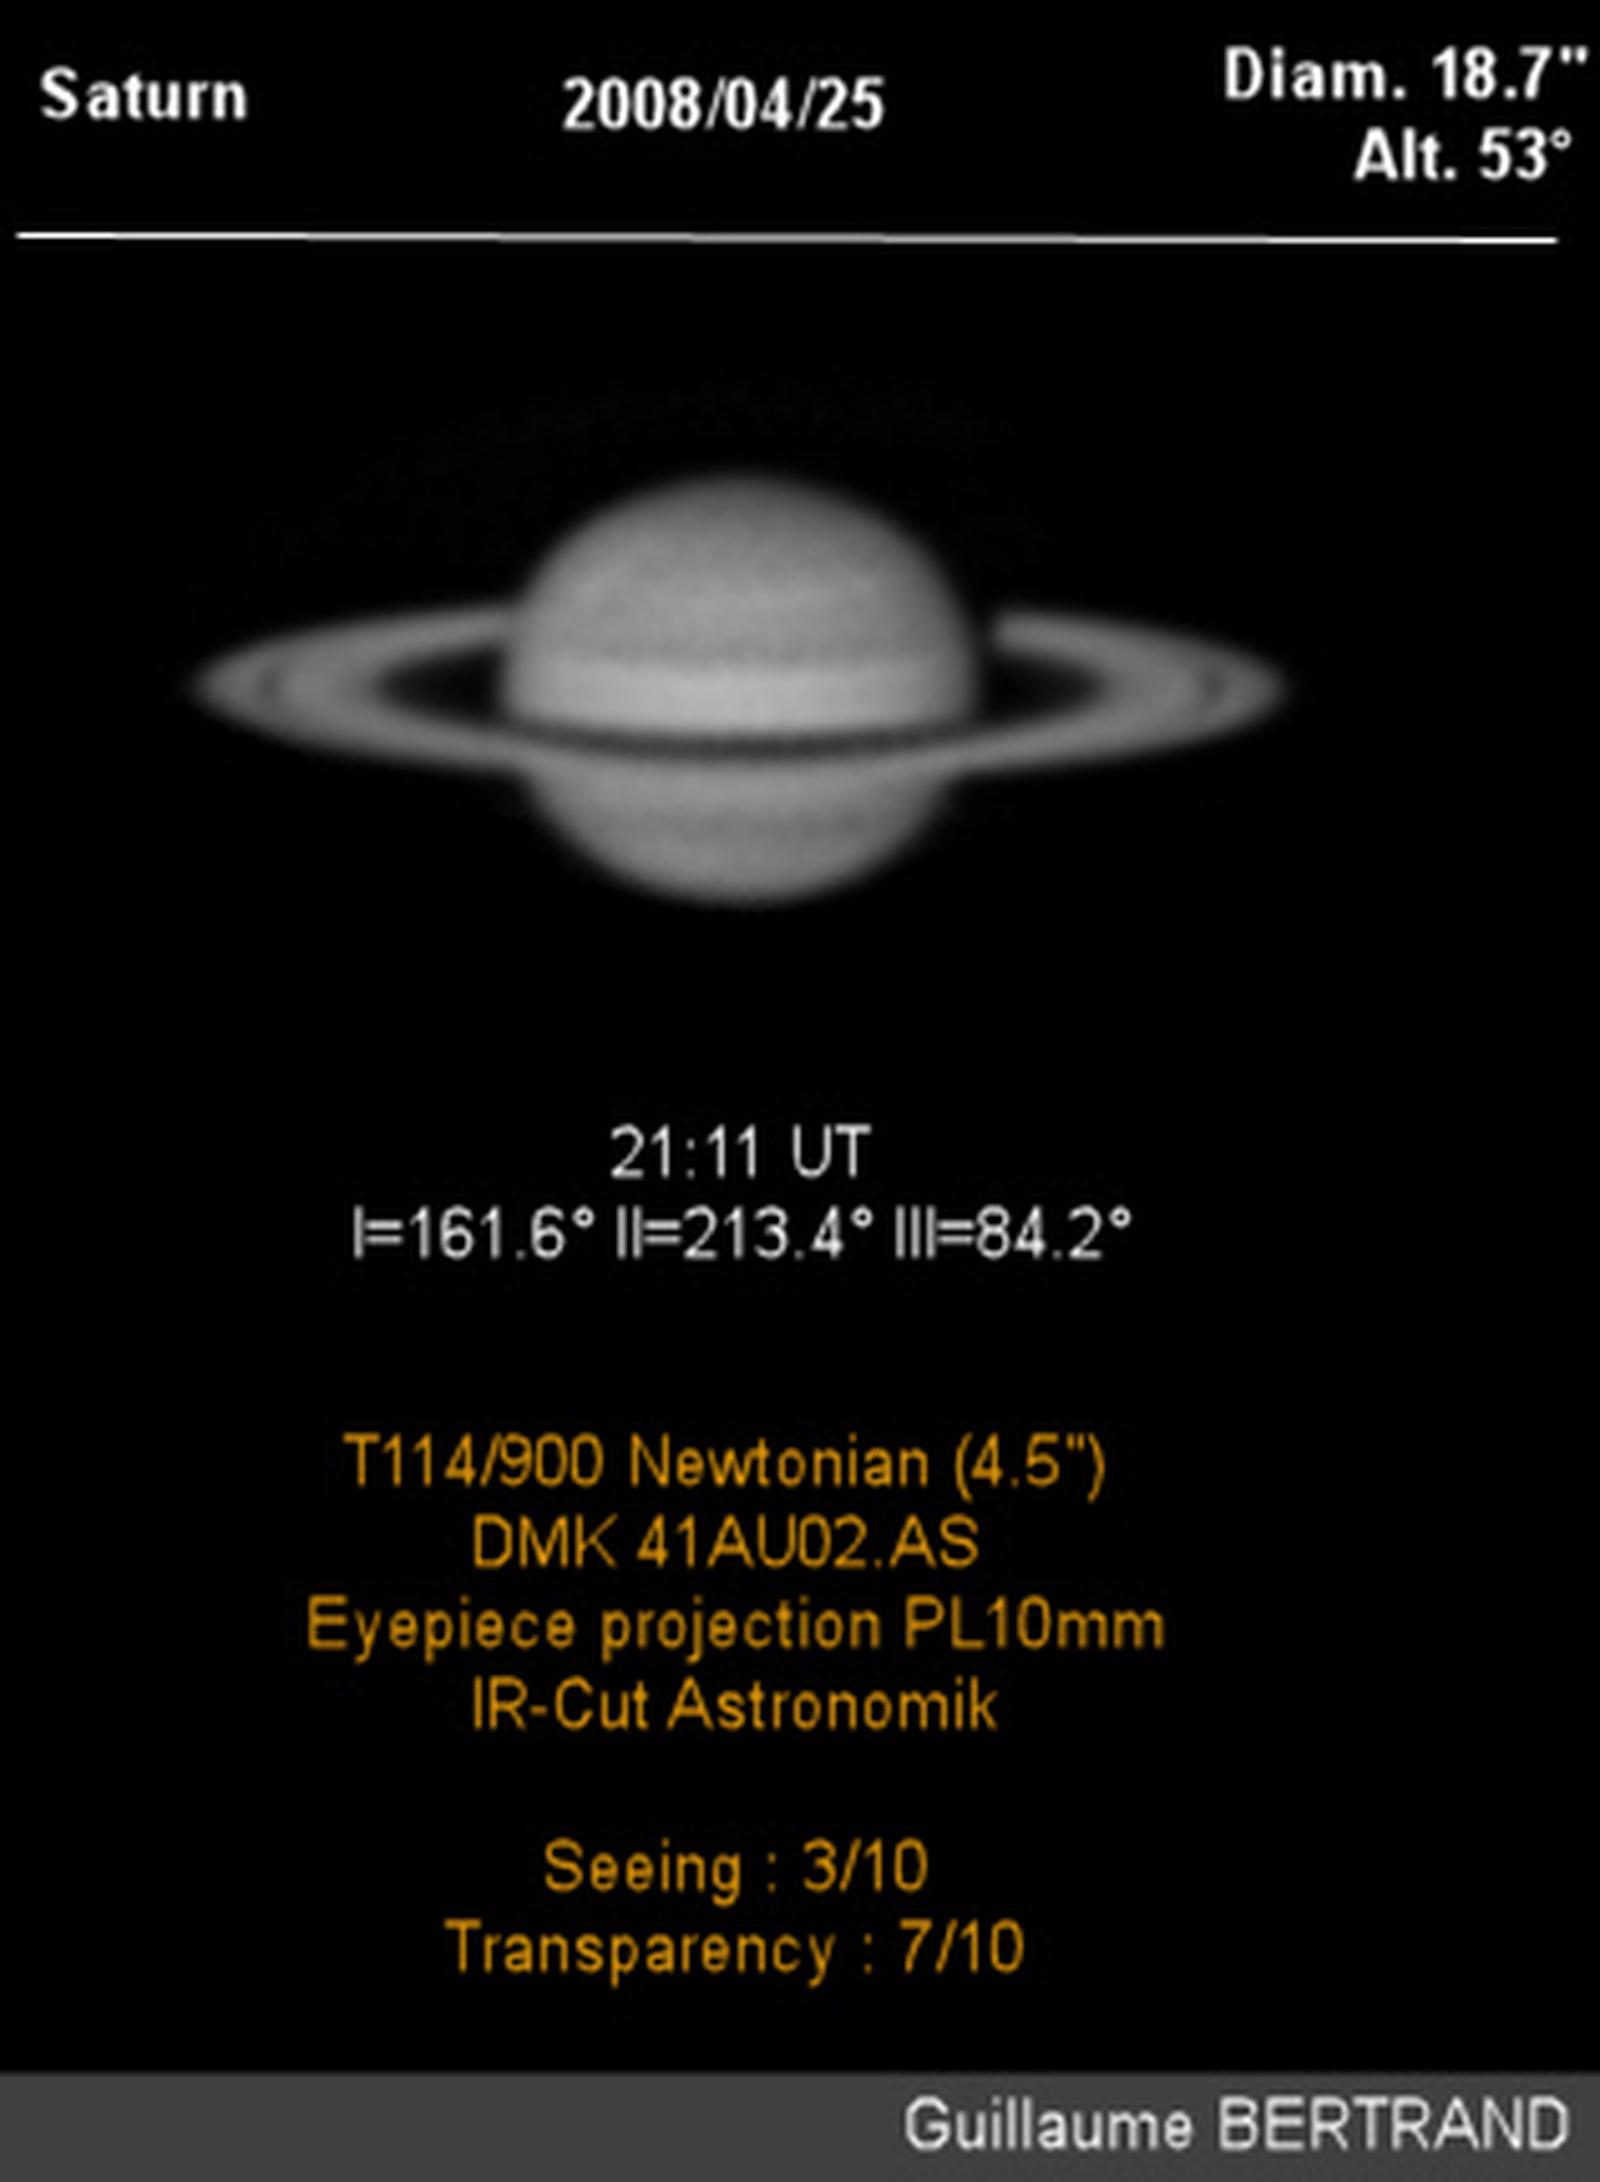 Saturn
2008/04/25
Diam. 18.7"
Alt. 53°
21:11 UT
I=161.6° II=213.4° III=84.2°
T114/900 Newtonian (4.5")
DMK 41AU02.AS
Eyepiece projection PL10mm
IR-Cut Astronomik
Seeing : 3/10
Transparency : 7/10
Guillaume BERTRAND